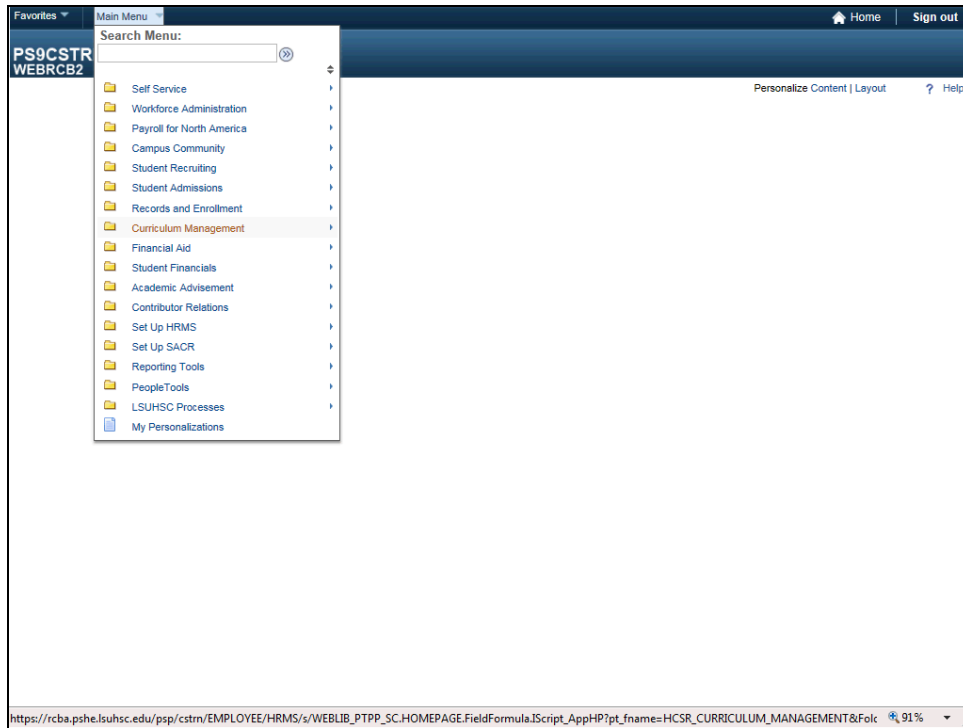 Favorites Main Menu Home Sign out
Search Menu:
PS9CSTR
WEBRCB2
Personalize Content | Layout ? Help
Self Service
Workforce Administration
Payroll for North America
Campus Community
Student Recruiting
Student Admissions
Records and Enrollment
Curriculum Management
Financial Aid
Student Financials
Academic Advisement
Contributor Relations
Set Up HRMS
Set Up SACR
Reporting Tools
PeopleTools
LSUHSC Processes
My Personalizations
https://rcba.pshe.lsuhsc.edu/psp/cstrn/EMPLOYEE/HRMS/s/WEBLIB_PTPP_SC.HOMEPAGE.FieldFormula.IScript_AppHP?pt_fname=HCSR_CURRICULUM_MANAGEMENT&Folc 91%